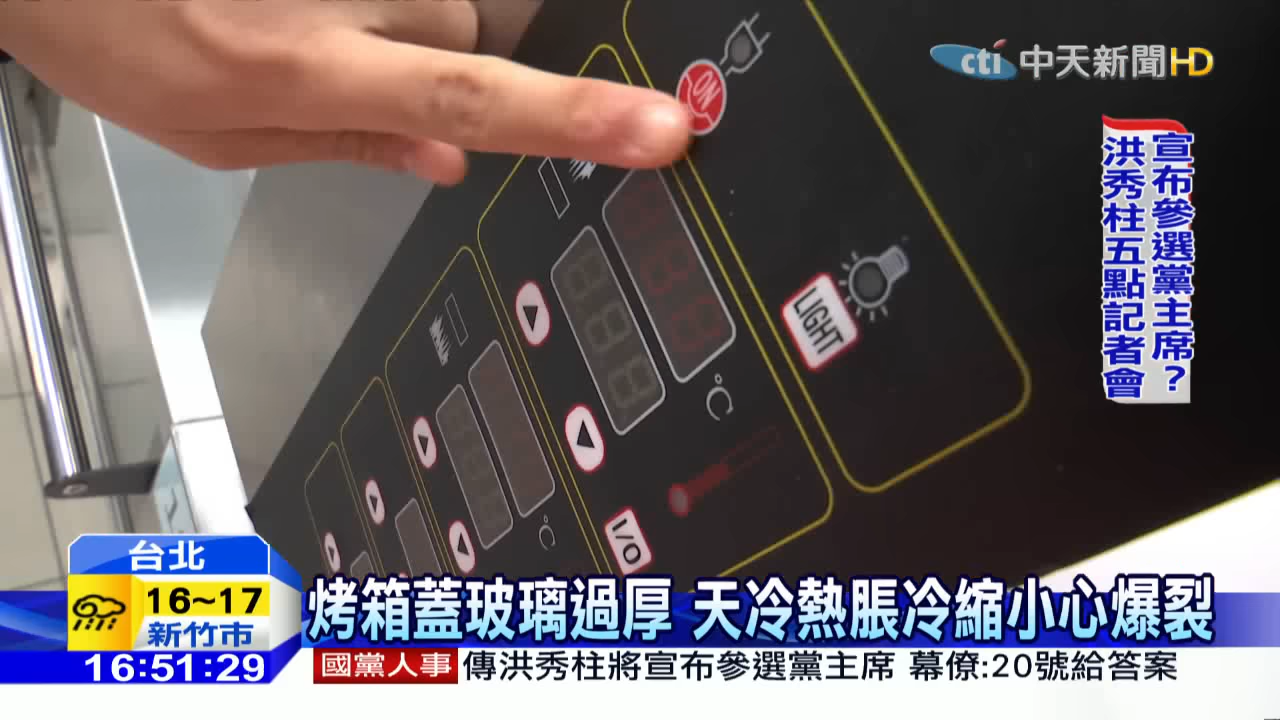 cti 中天新聞HD
宣布參選黨主席?
洪秀柱五點記者會
ON
LIGHT
°C
°C
I/O
台北
16~17
新竹市
16:51:29
烤箱蓋玻璃過厚 天冷熱脹冷縮小心爆裂
國黨人事 傳洪秀柱將宣布參選黨主席 幕僚:20號給答案